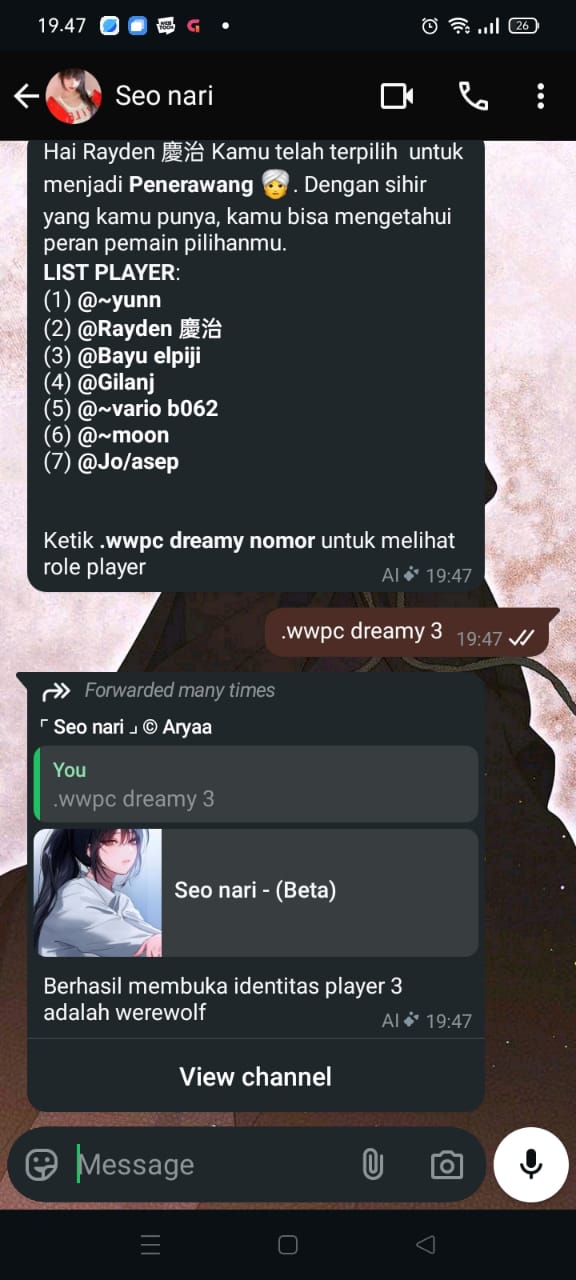 19.47
26
Seo nari
Hai Rayden 慶治 Kamu telah terpilih untuk
menjadi Penerawang 👳. Dengan sihir
yang kamu punya, kamu bisa mengetahui
peran pemain pilihanmu.
LIST PLAYER:
(1) @~yunn
(2) @Rayden 慶治
(3) @Bayu elpiji
(4) @Gilanj
(5) @~vario b062
(6) @~moon
(7) @Jo/asep
Ketik .wwpc dreamy nomor untuk melihat
role player
AI 19:47
.wwpc dreamy 3 19:47
Forwarded many times
「 Seo nari 」 © Aryaa
You
.wwpc dreamy 3
Seo nari - (Beta)
Berhasil membuka identitas player 3
adalah werewolf
AI 19:47
View channel
Message